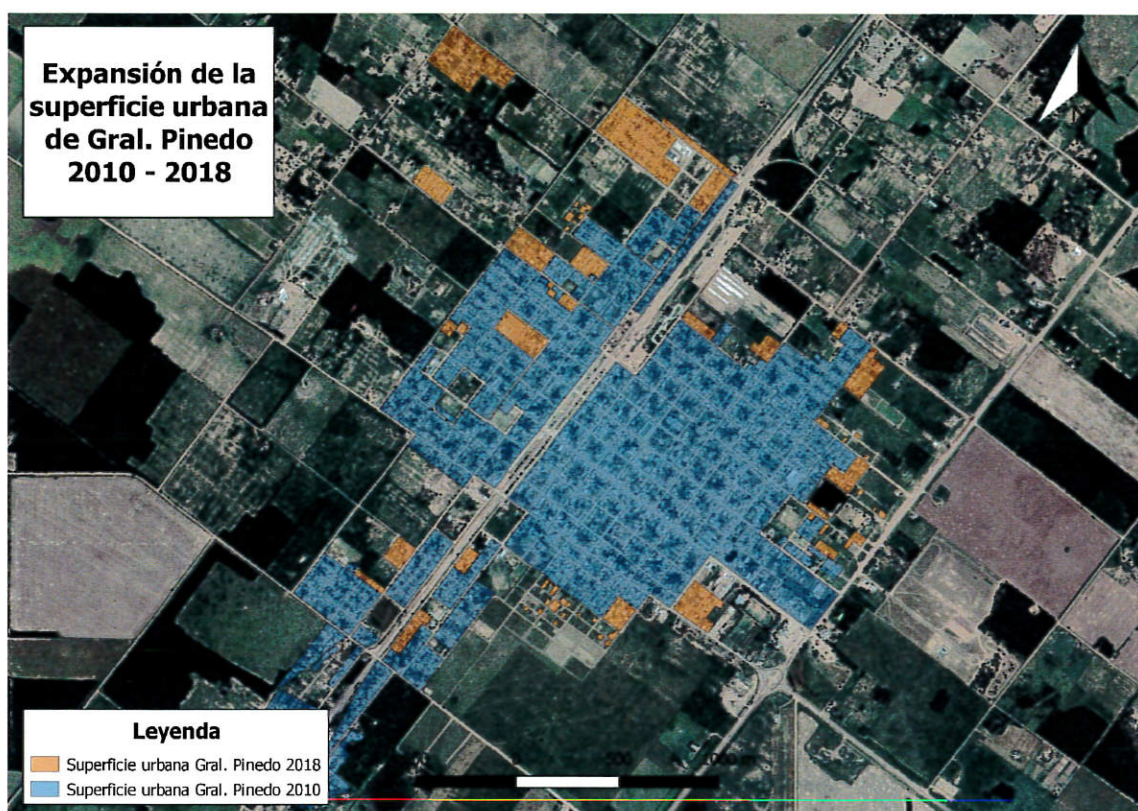 Expansión de la
superficie urbana
de Gral. Pinedo
2010 - 2018
Leyenda
Superficie urbana Gral. Pinedo 2018
Superficie urbana Gral. Pinedo 2010
500